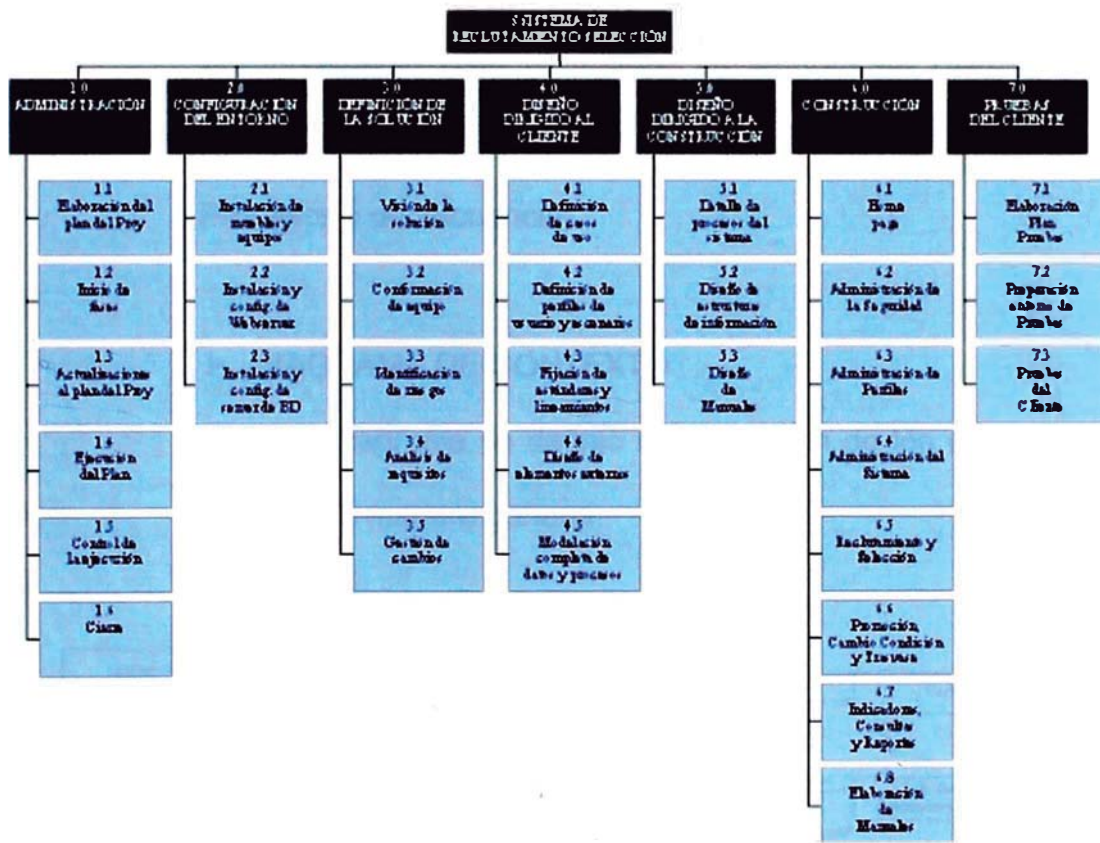 SISTEMA DE
RECLUTAMIENTO SELECCIÓN
1.0
ADMINISTRACIÓN
2.0
CONFIGURACIÓN
DEL ENTORNO
3.0
DEFINICIÓN DE
LA SOLUCIÓN
4.0
DISEÑO
DIRIGIDO AL
CLIENTE
5.0
DISEÑO
DIRIGIDO A LA
CONSTRUCCIÓN
6.0
CONSTRUCCIÓN
7.0
PRUEBAS
DEL CLIENTE
1.1
Elaboración del
plan del Proy
1.2
Inicio de
fases
1.3
Actualizaciones
al plan del Proy
1.4
Ejecución
del Plan
1.5
Control de
la ejecución
1.6
Cierre
2.1
Instalación de
muebles y
equipo
2.2
Instalación y
config. de
2.3
Instalación y
config. de
server de BD
3.1
la
solución
3.2
Conformación
de equipo
3.3
Identificación
de riesgos
3.4
Análisis de
requisitos
3.5
Gestión de
cambios
4.1
Definición
de casos
de uso
4.2
Definición de
perfiles de
usuario y escenarios
4.3
Fijación de
estándares y
lineamientos
4.4
Diseño de
elementos externos
4.5
Modelación
completa de
datos y procesos
5.1
Detalle de
procesos del
sistema
5.2
Diseño de
estructura
de información
5.3
Diseño de
Manuales
6.1
Home
page
6.2
Administración de
la Seguridad
6.3
Administración de
Perfiles
6.4
Administración del
Sistema
6.5
Reclutamiento y
Selección
6.6
Promoción,
Cambio Condición
y Traslado
6.7
Indicadores,
Consultas
y Reportes
6.8
Elaboración
de
Manuales
7.1
Elaboración
Plan
Pruebas
7.2
Preparación
entorno de
Pruebas
7.3
Pruebas
del
Cliente